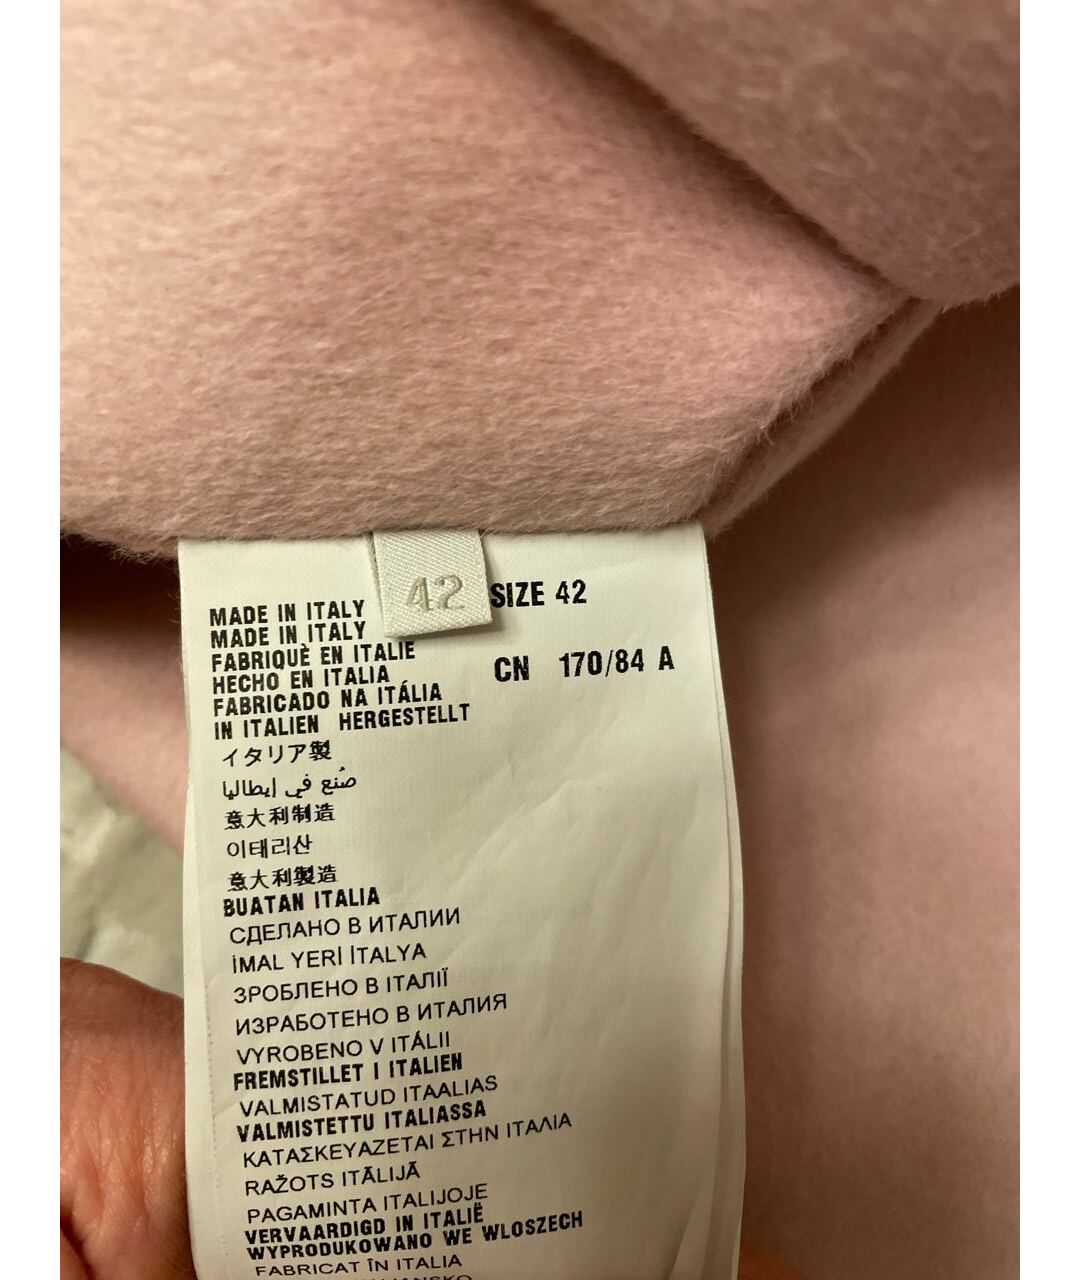 42
SIZE 42
CN 170/84 A
MADE IN ITALY
MADE IN ITALY
FABRIQUÈ EN ITALIE
HECHO EN ITALIA
FABRICADO NA ITÁLIA
IN ITALIEN HERGESTELLT
イタリア製
صُنع في إيطاليا
意大利制造
이태리산
意大利製造
BUATAN ITALIA
СДЕЛАНО В ИТАЛИИ
İMAL YERİ İTALYA
ЗРОБЛЕНО В ІТАЛІЇ
ИЗРАБОТЕНО В ИТАЛИЯ
VYROBENO V ITÁLII
FREMSTILLET I ITALIEN
VALMISTATUD ITAALIAS
VALMISTETTU ITALIASSA
ΚΑΤΑΣΚΕΥΑΖΕΤΑΙ ΣΤΗΝ ΙΤΑΛΙΑ
RAŽOTS ITĀLIJĀ
PAGAMINTA ITALIJOJE
VERVAARDIGD IN ITALIË
WYPRODUKOWANO WE WLOSZECH
FABRICAT ÎN ITALIA